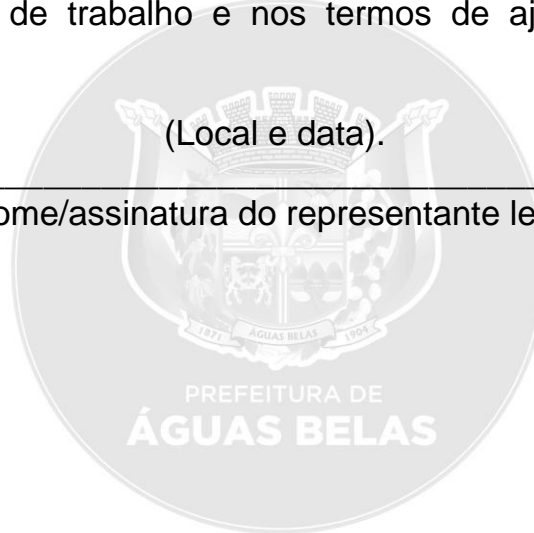 de trabalho e nos termos de aj
(Local e data).
ome/assinatura do representante le
1871 ÁGUAS BELAS 1904
PREFEITURA DE
ÁGUAS BELAS